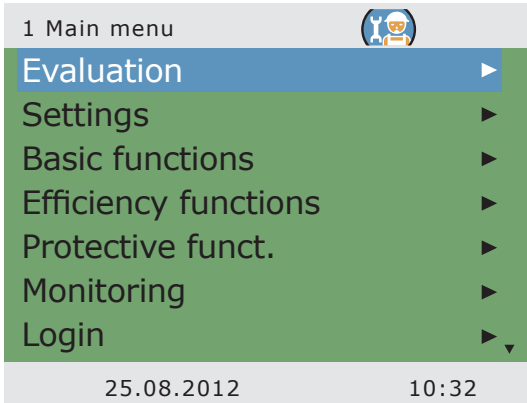 1 Main menu
Evaluation
Settings
Basic functions
Efficiency functions
Protective funct.
Monitoring
Login
25.08.2012 10:32